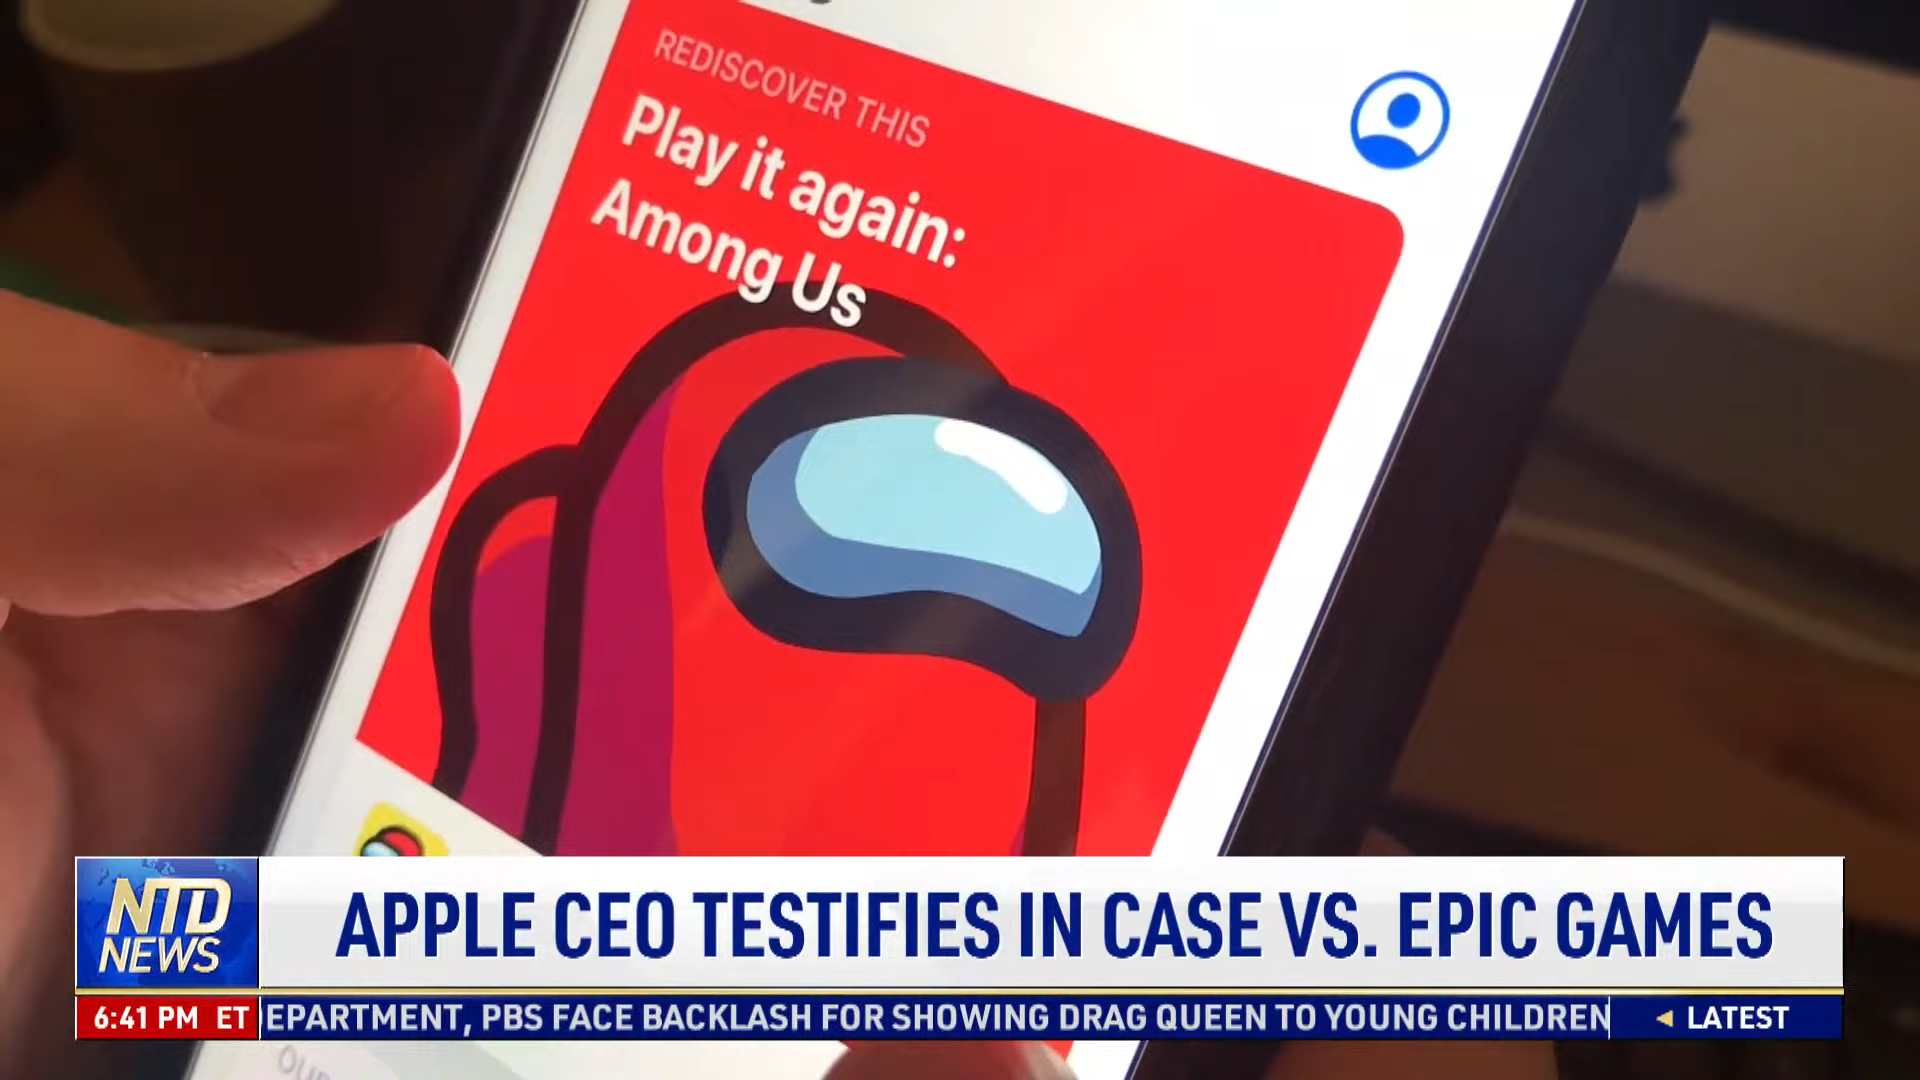 REDISCOVER THIS
Play it again:
Among Us
NTD
NEWS
APPLE CEO TESTIFIES IN CASE VS. EPIC GAMES
6:41 PM ET
EPARTMENT, PBS FACE BACKLASH FOR SHOWING DRAG QUEEN TO YOUNG CHILDREN
LATEST